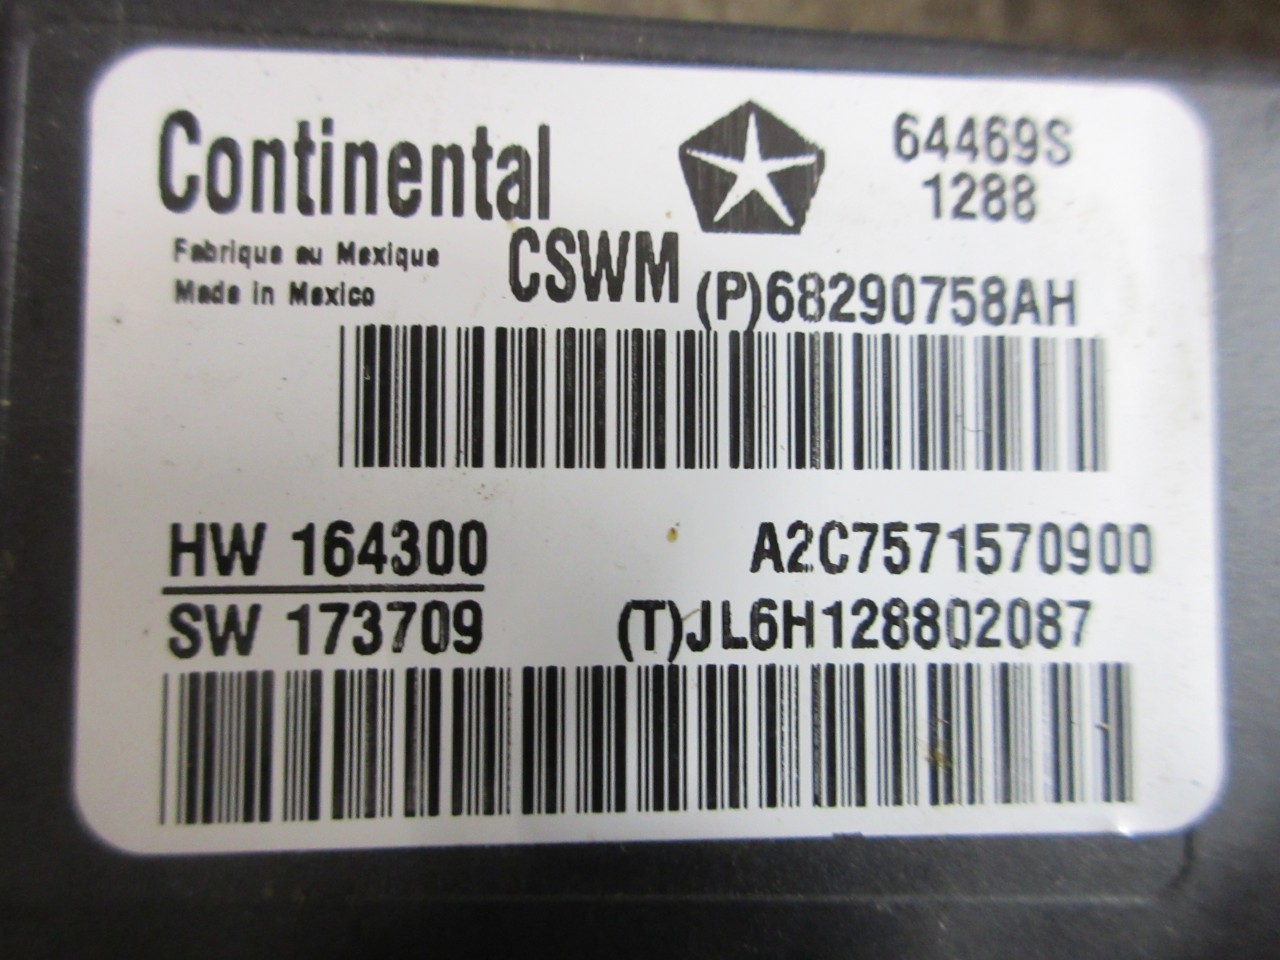 Continental
64469S
1288
Fabrique au Mexique
Made in Mexico
CSWM (P)68290758AH
HW 164300
A2C7571570900
SW 173709
(T)JL6H128802087